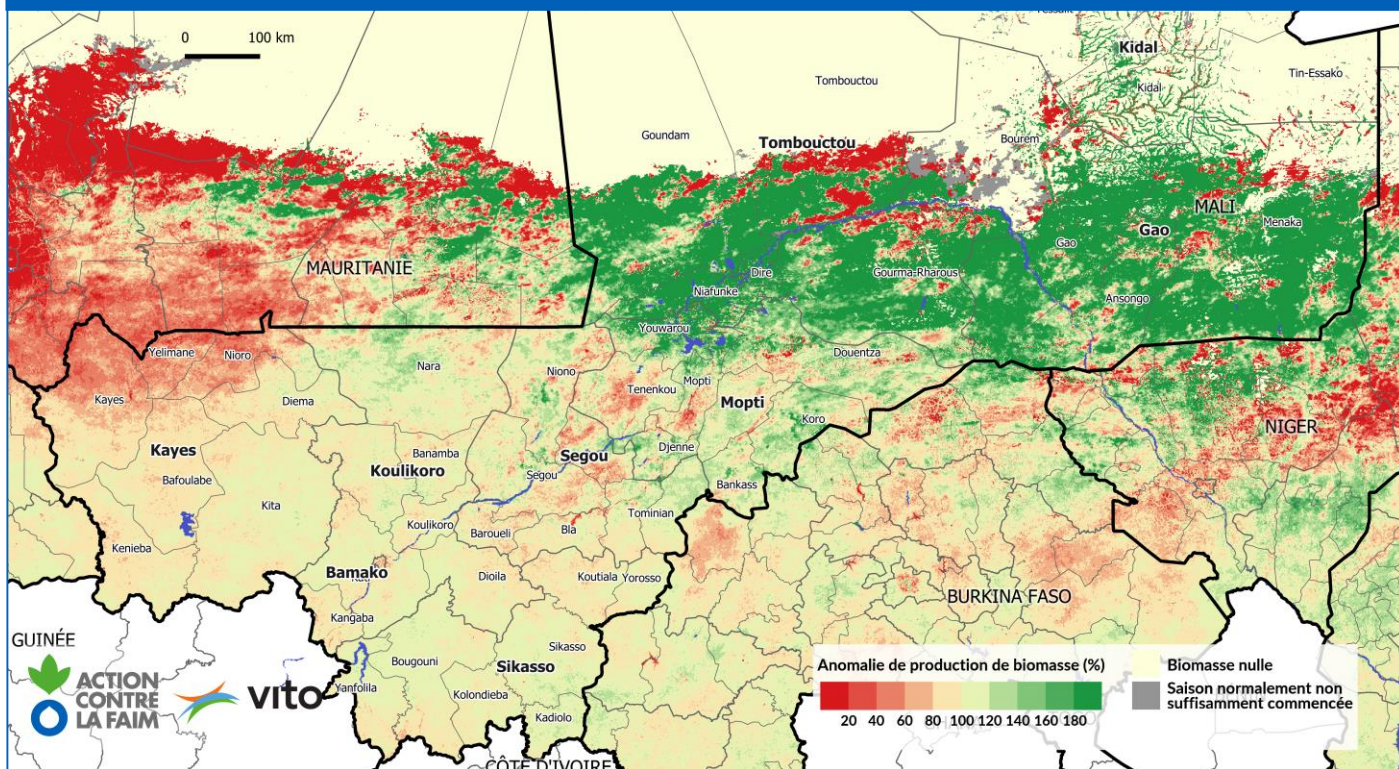 0 100 km
Kidal
Tombouctou
Kidal
Tin-Essako
Goundam
Tombouctou
Bourem
MALI
Gao
Menaka
Gao
MAURITANIE
Dire
Gourma-Rharous
Niafunke
Ansongo
Youwarou
Yelimane
Nioro
Nara
Niono
Douentza
Tenenkou
Mopti
Mopti
Kayes
Diema
Koro
NIGER
Kayes
Banamba
Djenne
Bafoulabe
Koulikoro
Segou
Segou
Bankass
Kita
Tominian
Koulikoro
Baroueli
Bla
Kenieba
Bamako
Dioila
Koutiala
Yorosso
BURKINA FASO
Kangaba
GUINÉE
Sikasso
Bougouni
Sikasso
Yanfolila
Kolondieba
Kadiolo
CÔTE D'IVOIRE
ACTION
CONTRE
LA FAIM
vito
Anomalie de production de biomasse (%)
20 40 60 80 100 120 140 160 180
Biomasse nulle
Saison normalement non
suffisamment commencée